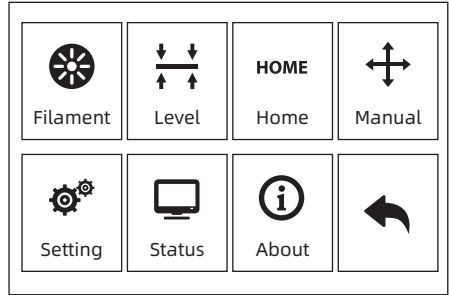 HOME
Filament
Level
Home
Manual
Setting
Status
About